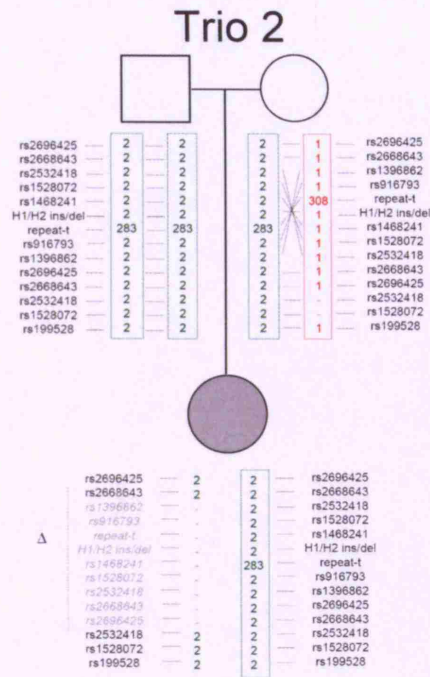 Trio 2
rs2696425 2 2 2 1 rs2696425
rs2668643 2 2 2 1 rs2668643
rs2532418 2 2 2 1 rs1396862
rs1528072 2 2 2 1 rs916793
rs1468241 2 2 2 308 repeat-t
H1/H2 ins/del 2 2 2 1 H1/H2 ins/del
repeat-t 283 283 283 1 rs1468241
rs916793 2 2 2 1 rs1528072
rs1396862 2 2 2 1 rs2532418
rs2696425 2 2 2 1 rs2668643
rs2668643 2 2 2 1 rs2696425
rs2532418 2 2 2 - rs2532418
rs1528072 2 2 2 - rs1528072
rs199528 2 2 2 1 rs199528
rs2696425 2 2 rs2696425
rs2668643 2 2 rs2668643
rs1396862 - 2 rs2532418
rs916793 - 2 rs1528072
repeat-t - 2 rs1468241
Δ H1/H2 ins/del - 2 H1/H2 ins/del
rs1468241 - 283 repeat-t
rs1528072 - 2 rs916793
rs2532418 - 2 rs1396862
rs2668643 - 2 rs2696425
rs2696425 - 2 rs2668643
rs2532418 2 2 rs2532418
rs1528072 2 2 rs1528072
rs199528 2 2 rs199528